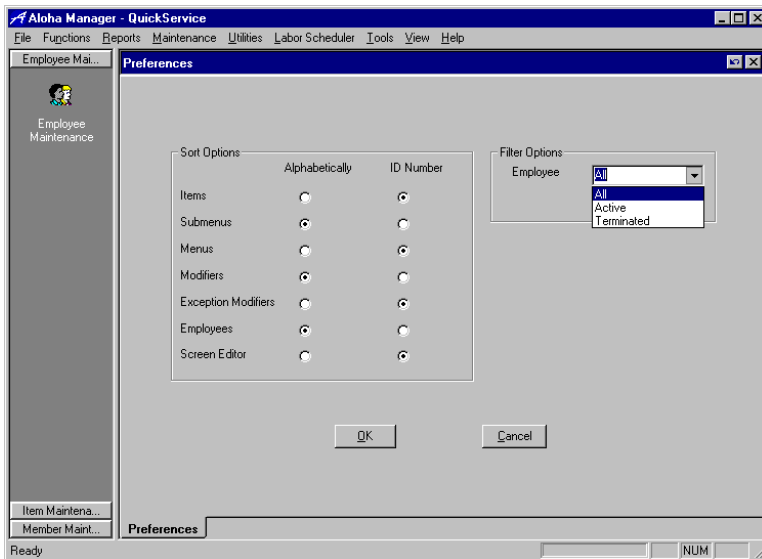 Aloha Manager - QuickService
File Functions Reports Maintenance Utilities Labor Scheduler Tools View Help
Employee Mai...
Preferences
Employee
Maintenance
Sort Options
Alphabetically ID Number
Items
Submenus
Menus
Modifiers
Exception Modifiers
Employees
Screen Editor
Filter Options
Employee All
All
Active
Terminated
OK Cancel
Item Maintena...
Member Maint...
Preferences
Ready NUM